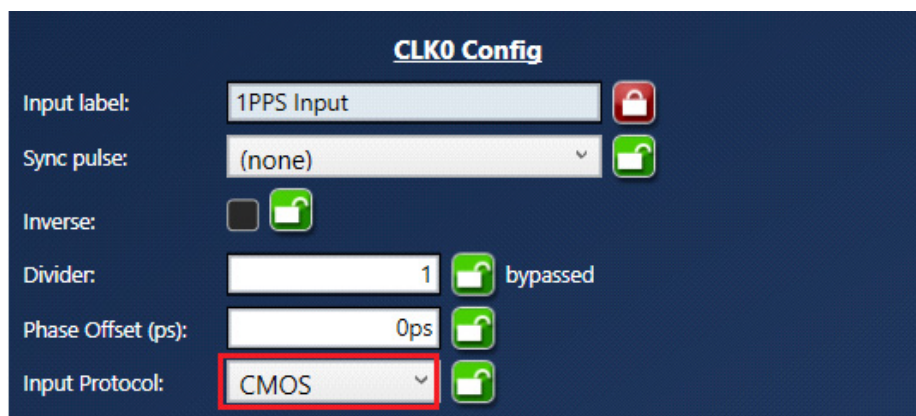 CLK0 Config
Input label: 1PPS Input
Sync pulse: (none)
Inverse:
Divider: 1 bypassed
Phase Offset (ps): 0ps
Input Protocol: CMOS